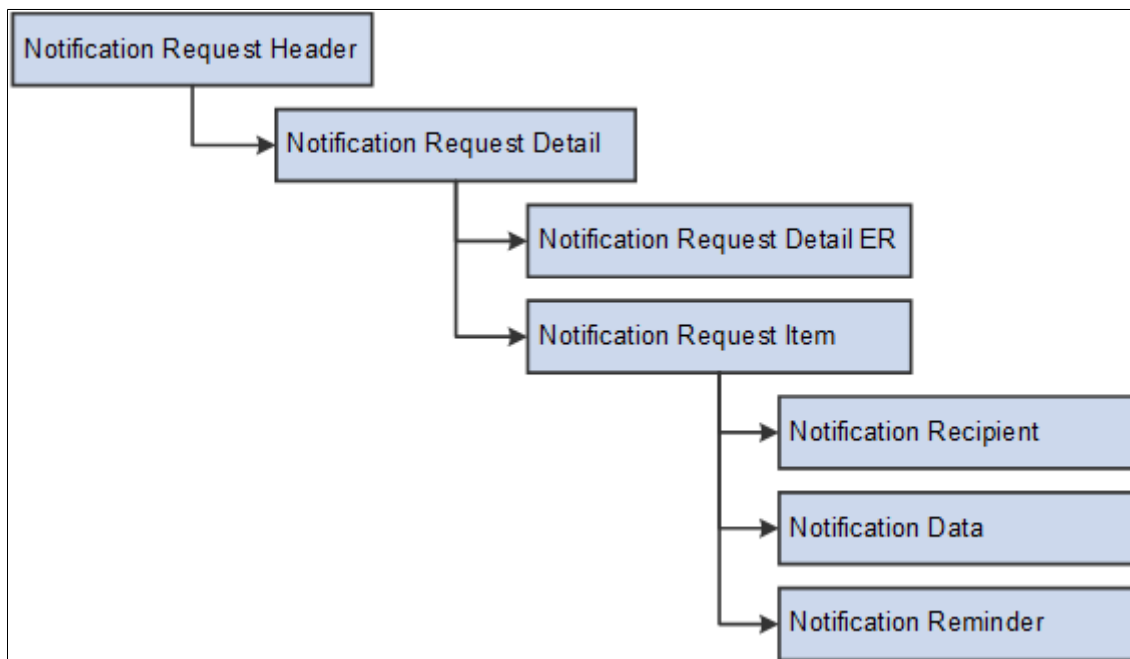 Notification Request Header
Notification Request Detail
Notification Request Detail ER
Notification Request Item
Notification Recipient
Notification Data
Notification Reminder